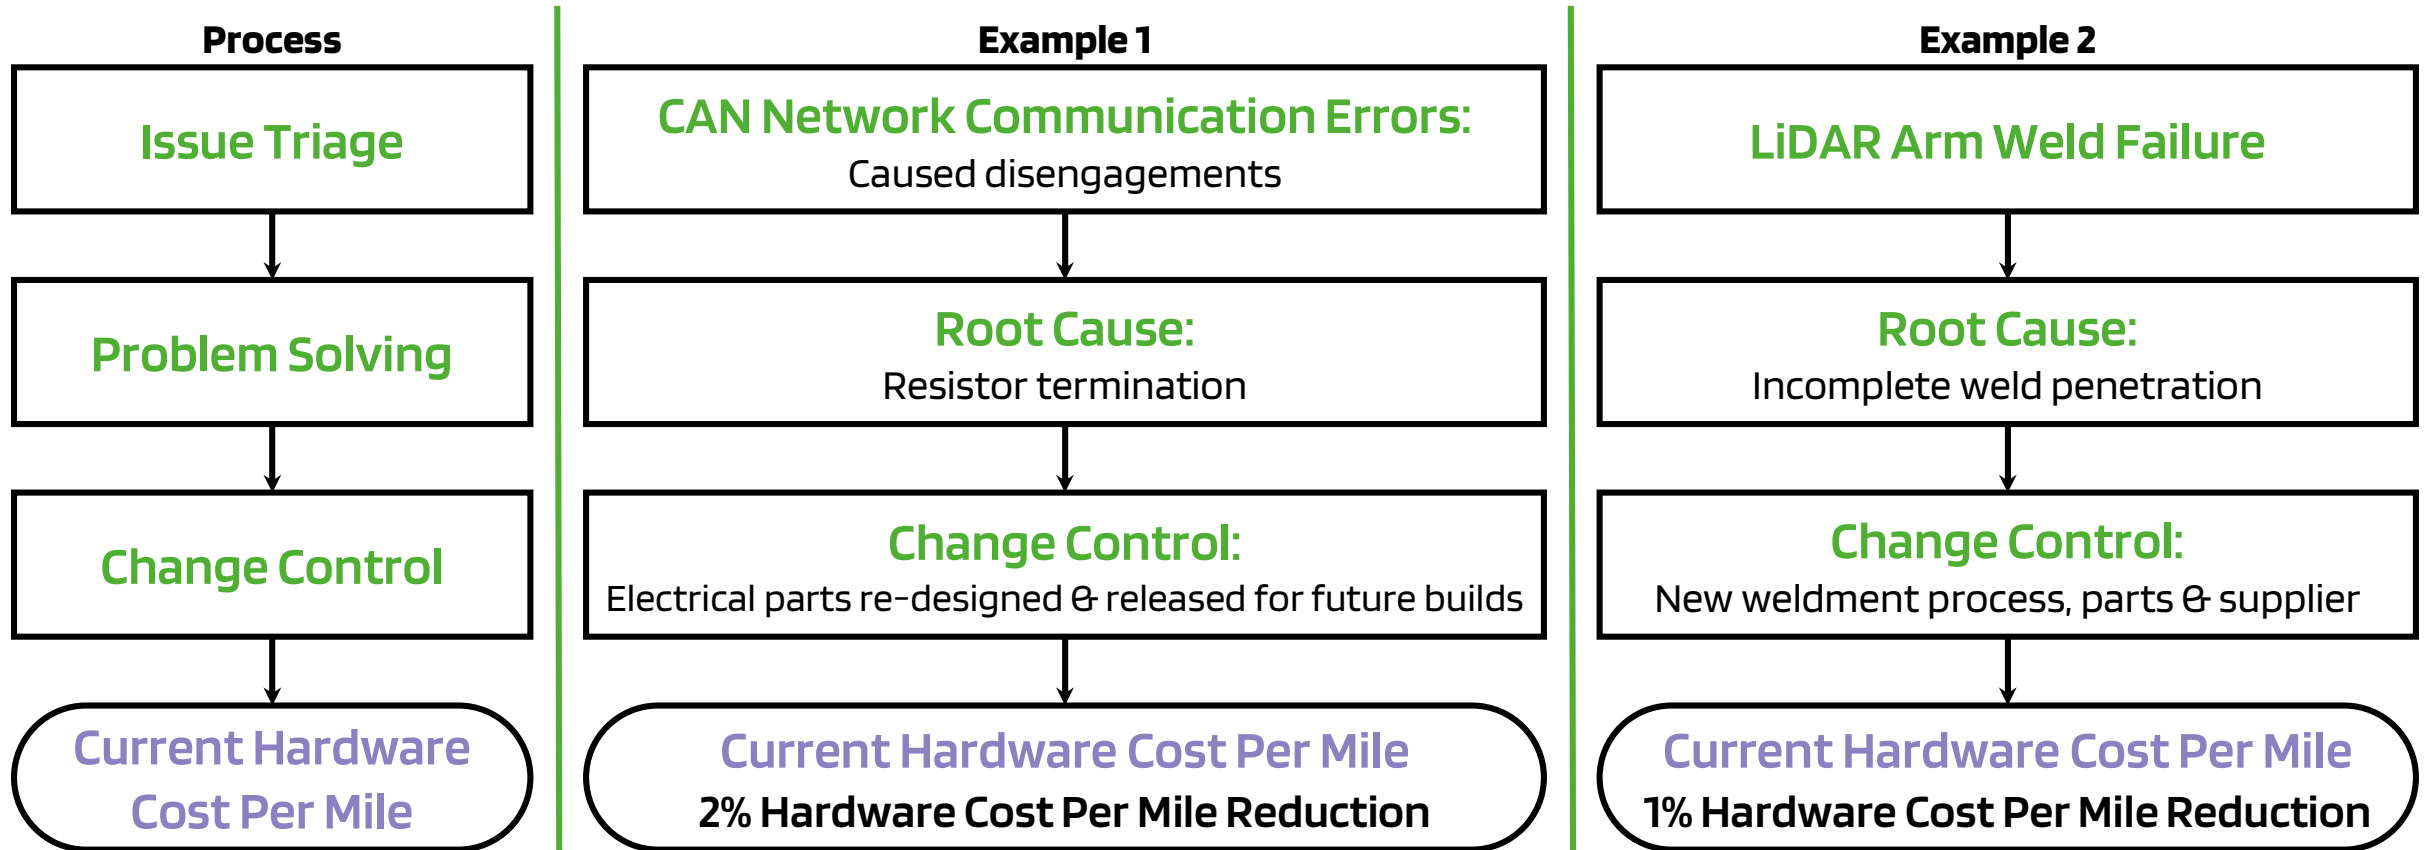 Process
Issue Triage
Problem Solving
Change Control
Current Hardware
Cost Per Mile
Example 1
CAN Network Communication Errors:
Caused disengagements
Root Cause:
Resistor termination
Change Control:
Electrical parts re-designed & released for future builds
Current Hardware Cost Per Mile
2% Hardware Cost Per Mile Reduction
Example 2
LiDAR Arm Weld Failure
Root Cause:
Incomplete weld penetration
Change Control:
New weldment process, parts & supplier
Current Hardware Cost Per Mile
1% Hardware Cost Per Mile Reduction